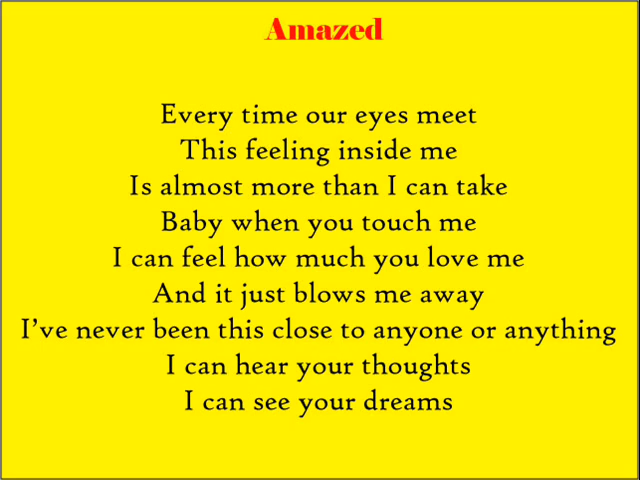 Amazed
Every time our eyes meet
This feeling inside me
Is almost more than I can take
Baby when you touch me
I can feel how much you love me
And it just blows me away
I’ve never been this close to anyone or anything
I can hear your thoughts
I can see your dreams